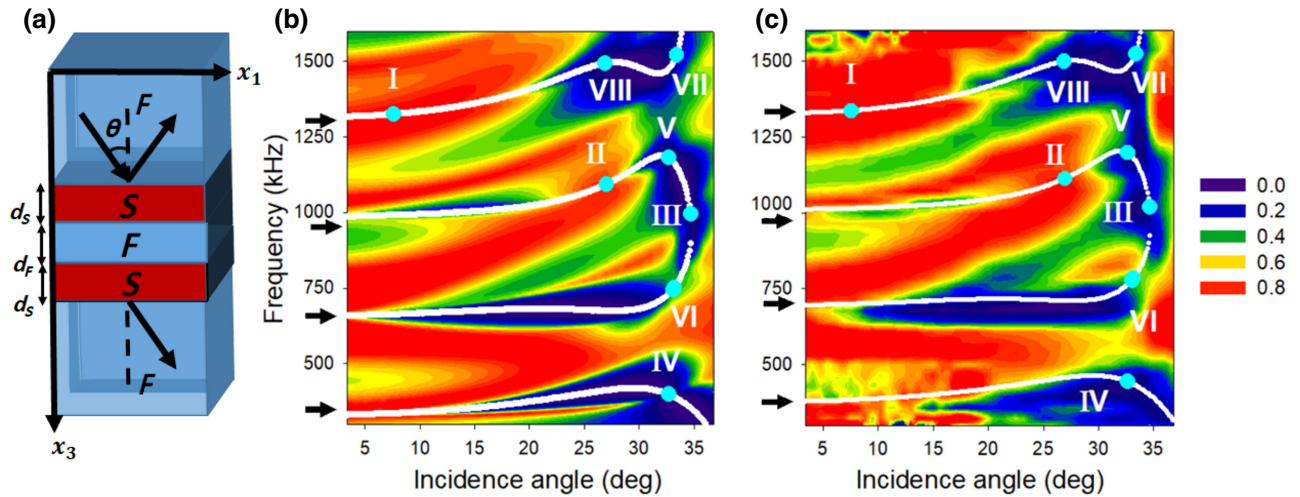 (a)
x₁
F
θ
S
dₛ
F
d_F
S
dₛ
F
x₃
(b)
Frequency (kHz)
1500
1250
1000
750
500
I
II
III
IV
V
VI
VII
VIII
5 10 15 20 25 30 35
Incidence angle (deg)
(c)
1500
1250
1000
750
500
I
II
III
IV
V
VI
VII
VIII
5 10 15 20 25 30 35
Incidence angle (deg)
0.0
0.2
0.4
0.6
0.8